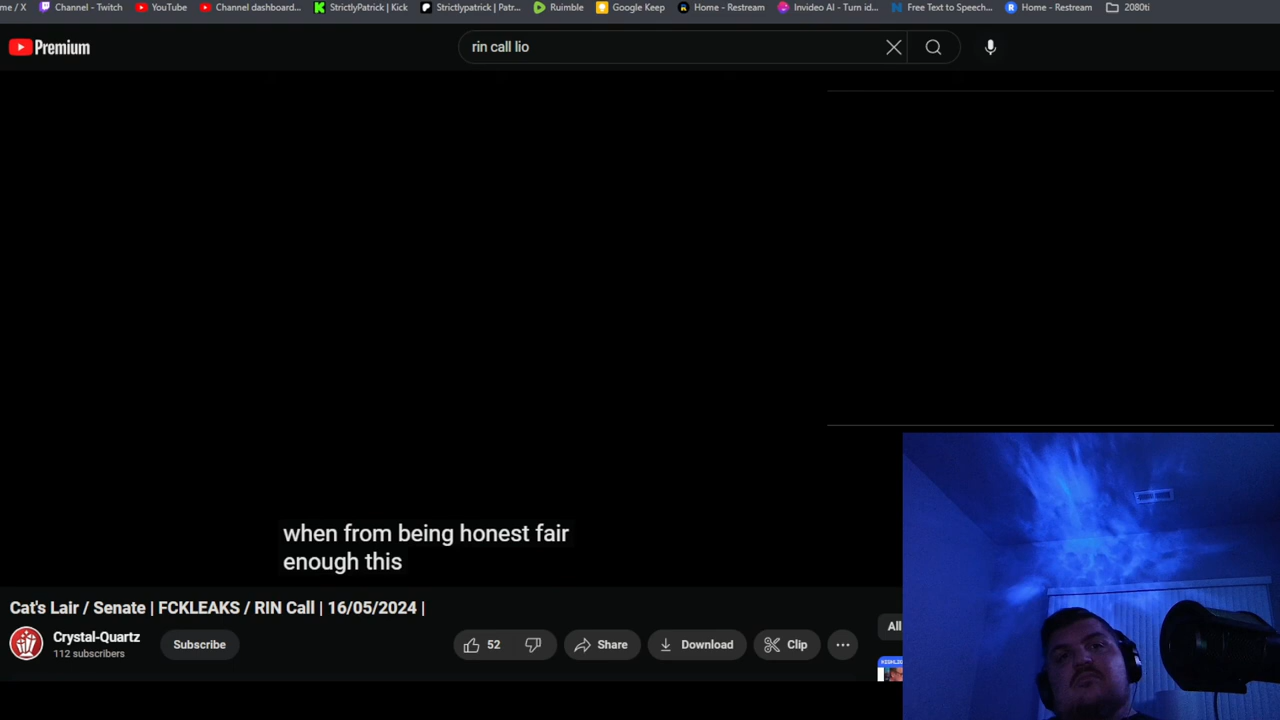 me / X Channel - Twitch YouTube Channel dashboard... StrictlyPatrick | Kick Strictlypatrick | Patr... Rumble Google Keep Home - Restream Invideo AI - Turn id... Free Text to Speech... Home - Restream 2080ti
Premium rin call lio
when from being honest fair
enough this
Cat's Lair / Senate | FCKLEAKS / RIN Call | 16/05/2024 |
Crystal-Quartz
112 subscribers
Subscribe 52 Share Download Clip
All